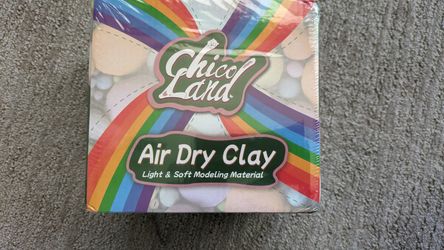 Chico
Land
Air Dry Clay
Light & Soft Modeling Material